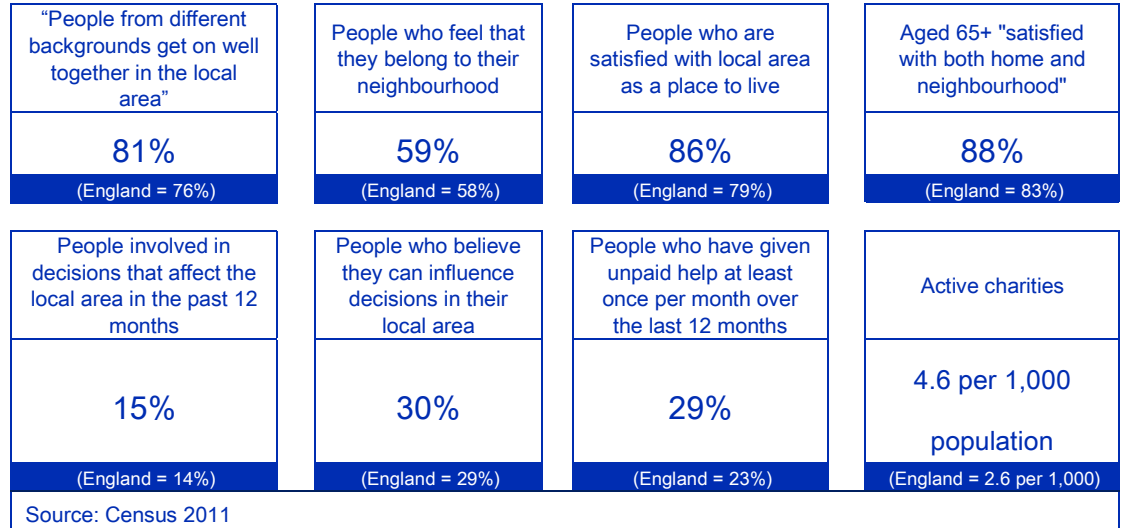 “People from different
backgrounds get on well
together in the local
area”
81%
(England = 76%)
People who feel that
they belong to their
neighbourhood
59%
(England = 58%)
People who are
satisfied with local area
as a place to live
86%
(England = 79%)
Aged 65+ "satisfied
with both home and
neighbourhood"
88%
(England = 83%)
People involved in
decisions that affect the
local area in the past 12
months
15%
(England = 14%)
People who believe
they can influence
decisions in their
local area
30%
(England = 29%)
People who have given
unpaid help at least
once per month over
the last 12 months
29%
(England = 23%)
Active charities
4.6 per 1,000
population
(England = 2.6 per 1,000)
Source: Census 2011